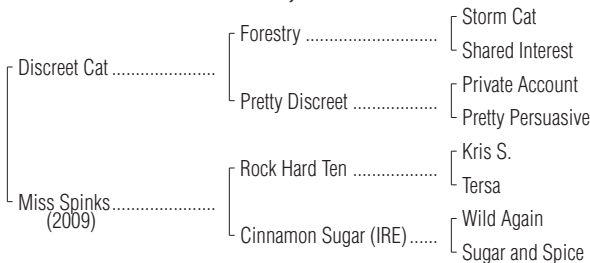 Storm Cat
Forestry ......................................
Shared Interest
Discreet Cat .....................
Private Account
Pretty Discreet .................
Pretty Persuasive
Kris S.
Rock Hard Ten .................
Tersa
Miss Spinks.....................
(2009)
Wild Again
Cinnamon Sugar (IRE)......
Sugar and Spice